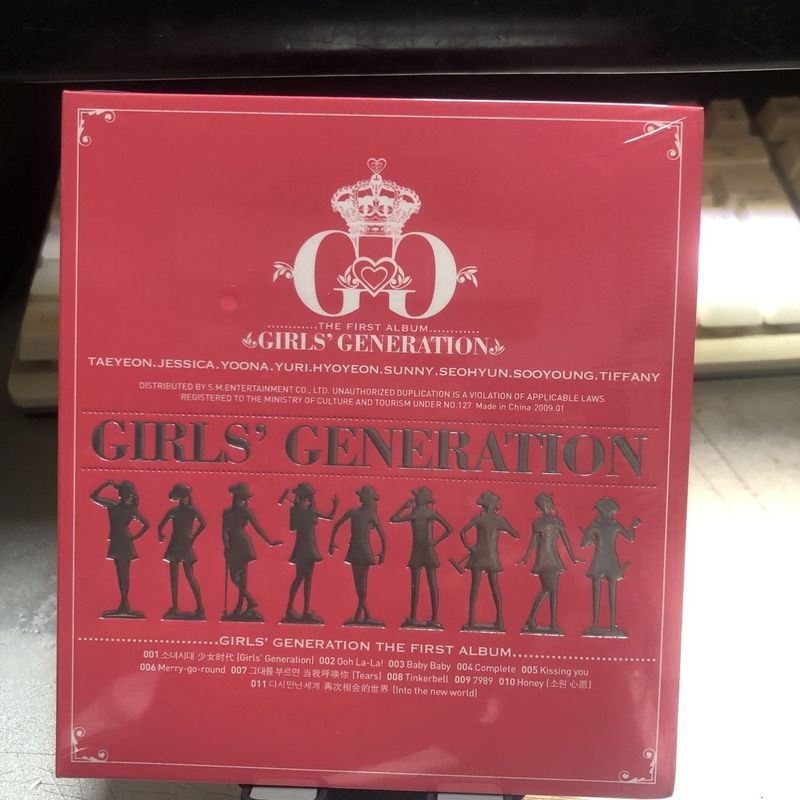 GG
............THE FIRST ALBUM............
GIRLS' GENERATION
TAEYEON.JESSICA.YOONA.YURI.HYOYEON.SUNNY.SEOHYUN.SOOYOUNG.TIFFANY
DISTRIBUTED BY S.M.ENTERTAINMENT CO., LTD. UNAUTHORIZED DUPLICATION IS A VIOLATION OF APPLICABLE LAWS.
REGISTERED TO THE MINISTRY OF CULTURE AND TOURISM UNDER NO.127 Made in China 2009.01
GIRLS' GENERATION
......................GIRLS' GENERATION THE FIRST ALBUM......................
001 소녀시대 少女时代 (Girls' Generation) 002 Ooh La-La! 003 Baby Baby 004 Complete 005 Kissing you
006 Merry-go-round 007 그대를 부르면 当我呼唤你 (Tears) 008 Tinkerbell 009 7989 010 Honey (소원 心愿)
011 다시 만난 세계 再次相会的世界 (Into the new world)